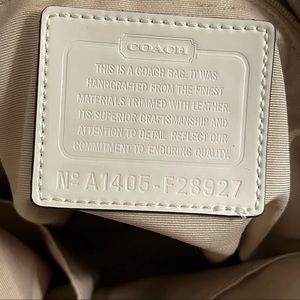 COACH
THIS IS A COACH BAG. IT WAS
HANDCRAFTED FROM THE FINEST
MATERIALS TRIMMED WITH LEATHER.
ITS SUPERIOR CRAFTSMANSHIP AND
ATTENTION TO DETAIL REFLECT OUR
COMMITMENT TO ENDURING QUALITY.
Nº A1405-F28927